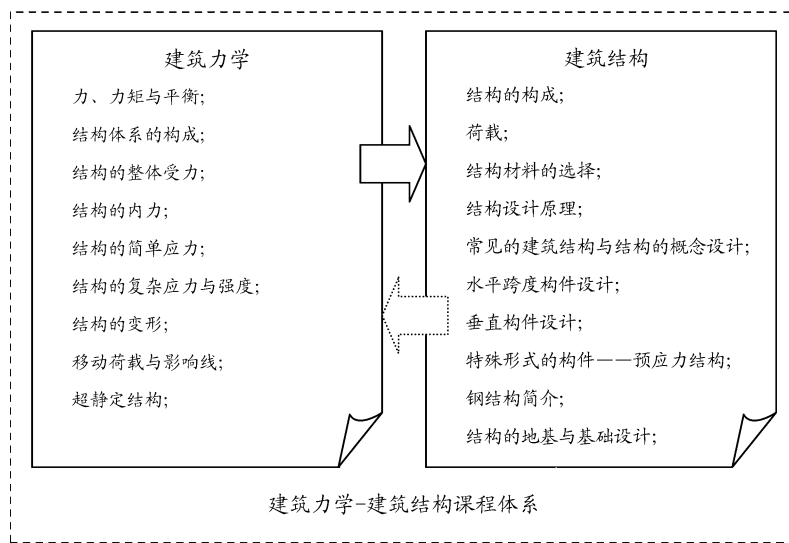 建筑力学
力、力矩与平衡;
结构体系的构成;
结构的整体受力;
结构的内力;
结构的简单应力;
结构的复杂应力与强度;
结构的变形;
移动荷载与影响线;
超静定结构;
建筑结构
结构的构成;
荷载;
结构材料的选择;
结构设计原理;
常见的建筑结构与结构的概念设计;
水平跨度构件设计;
垂直构件设计;
特殊形式的构件——预应力结构;
钢结构简介;
结构的地基与基础设计;
建筑力学-建筑结构课程体系